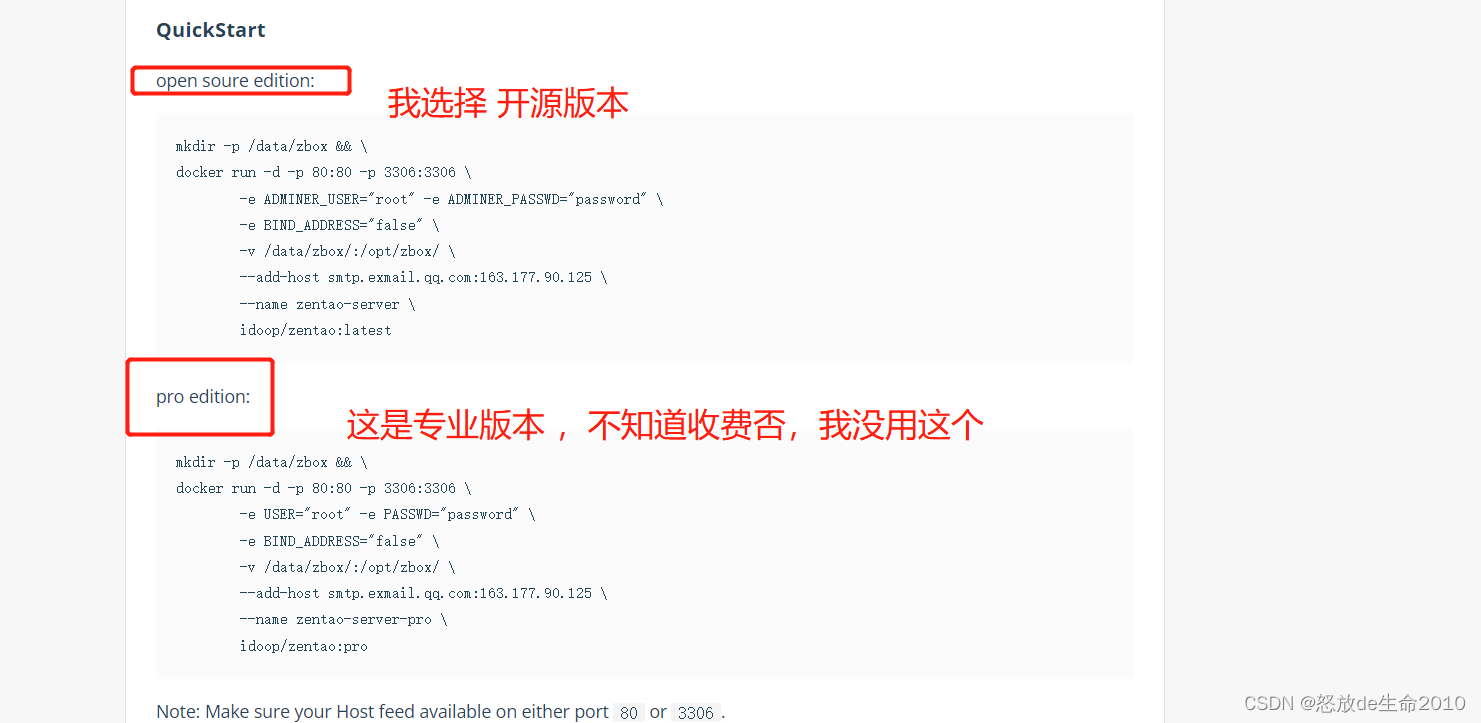 QuickStart
open soure edition:
我选择 开源版本
mkdir -p /data/zbox && \
docker run -d -p 80:80 -p 3306:3306 \
-e ADMINER_USER="root" -e ADMINER_PASSWD="password" \
-e BIND_ADDRESS="false" \
-v /data/zbox/:/opt/zbox/ \
--add-host smtp.exmail.qq.com:163.177.90.125 \
--name zentao-server \
idoop/zentao:latest
pro edition:
这是专业版本 ，不知道收费否，我没用这个
mkdir -p /data/zbox && \
docker run -d -p 80:80 -p 3306:3306 \
-e USER="root" -e PASSWD="password" \
-e BIND_ADDRESS="false" \
-v /data/zbox/:/opt/zbox/ \
--add-host smtp.exmail.qq.com:163.177.90.125 \
--name zentao-server-pro \
idoop/zentao:pro
Note: Make sure your Host feed available on either port 80 or 3306 .
CSDN @怒放de生命2010